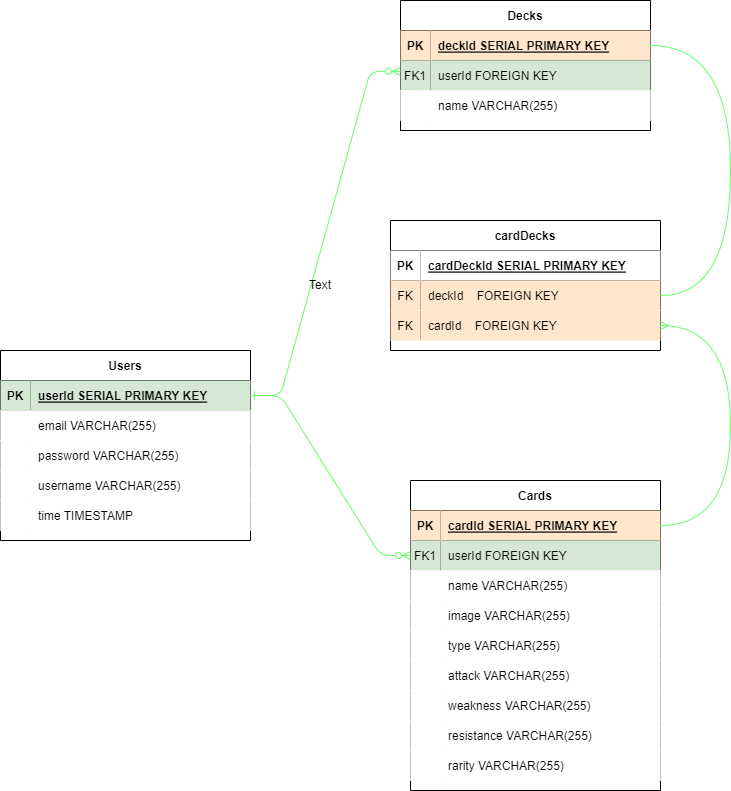 Decks
PK deckId SERIAL PRIMARY KEY
FK1 userId FOREIGN KEY
name VARCHAR(255)
cardDecks
PK cardDeckId SERIAL PRIMARY KEY
FK deckId FOREIGN KEY
FK cardId FOREIGN KEY
Text
Users
PK userId SERIAL PRIMARY KEY
email VARCHAR(255)
password VARCHAR(255)
username VARCHAR(255)
time TIMESTAMP
Cards
PK cardId SERIAL PRIMARY KEY
FK1 userId FOREIGN KEY
name VARCHAR(255)
image VARCHAR(255)
type VARCHAR(255)
attack VARCHAR(255)
weakness VARCHAR(255)
resistance VARCHAR(255)
rarity VARCHAR(255)